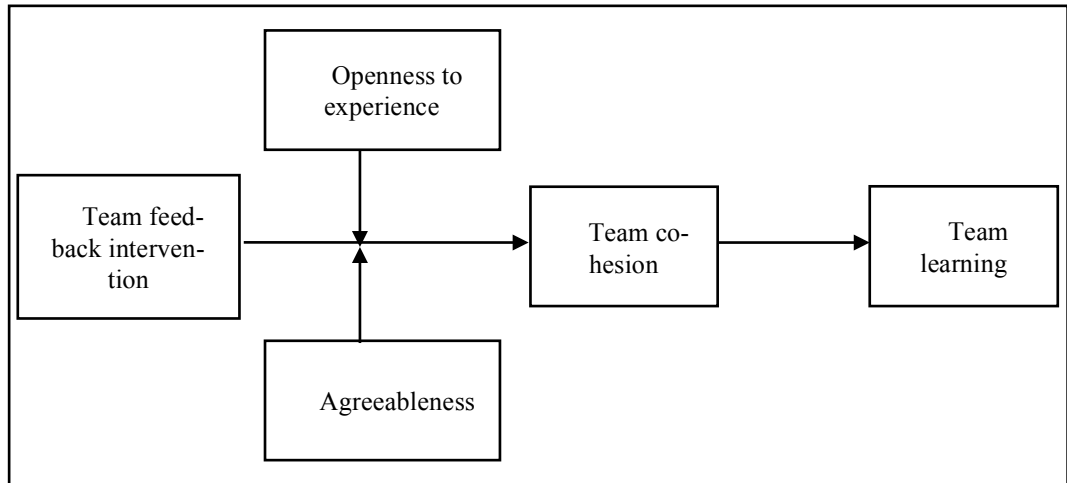 Openness to
experience
Team feed-
back interven-
tion
Team co-
hesion
Team
learning
Agreeableness